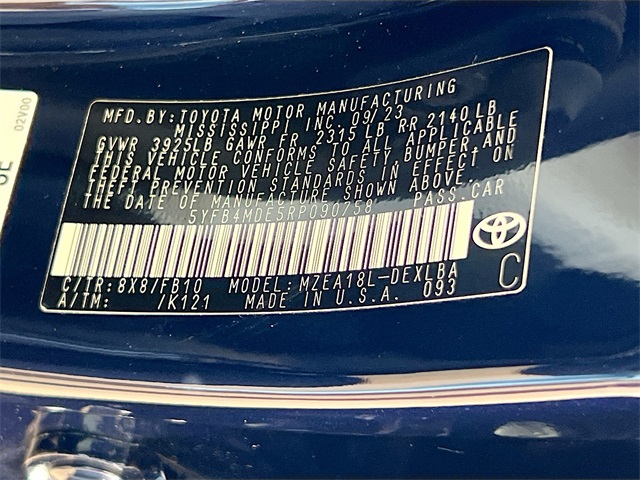 MFD.BY:TOYOTA MOTOR MANUFACTURING
MISSISSIPPI INC. 09/23
GVWR 3925LB GAWR FR 2315LB RR 2140LB
THIS VEHICLE CONFORMS TO ALL APPLICABLE
FEDERAL MOTOR VEHICLE SAFETY,BUMPER,AND
THEFT PREVENTION STANDARDS IN EFFECT ON
THE DATE OF MANUFACTURE SHOWN ABOVE.
5YFB4MDE5RP090758 PASS.CAR
C/TR:8X8/FB10 MODEL:MZEA18L-DEXLBA
A/TM: /K121 MADE IN U.S.A. 093
C
02V00